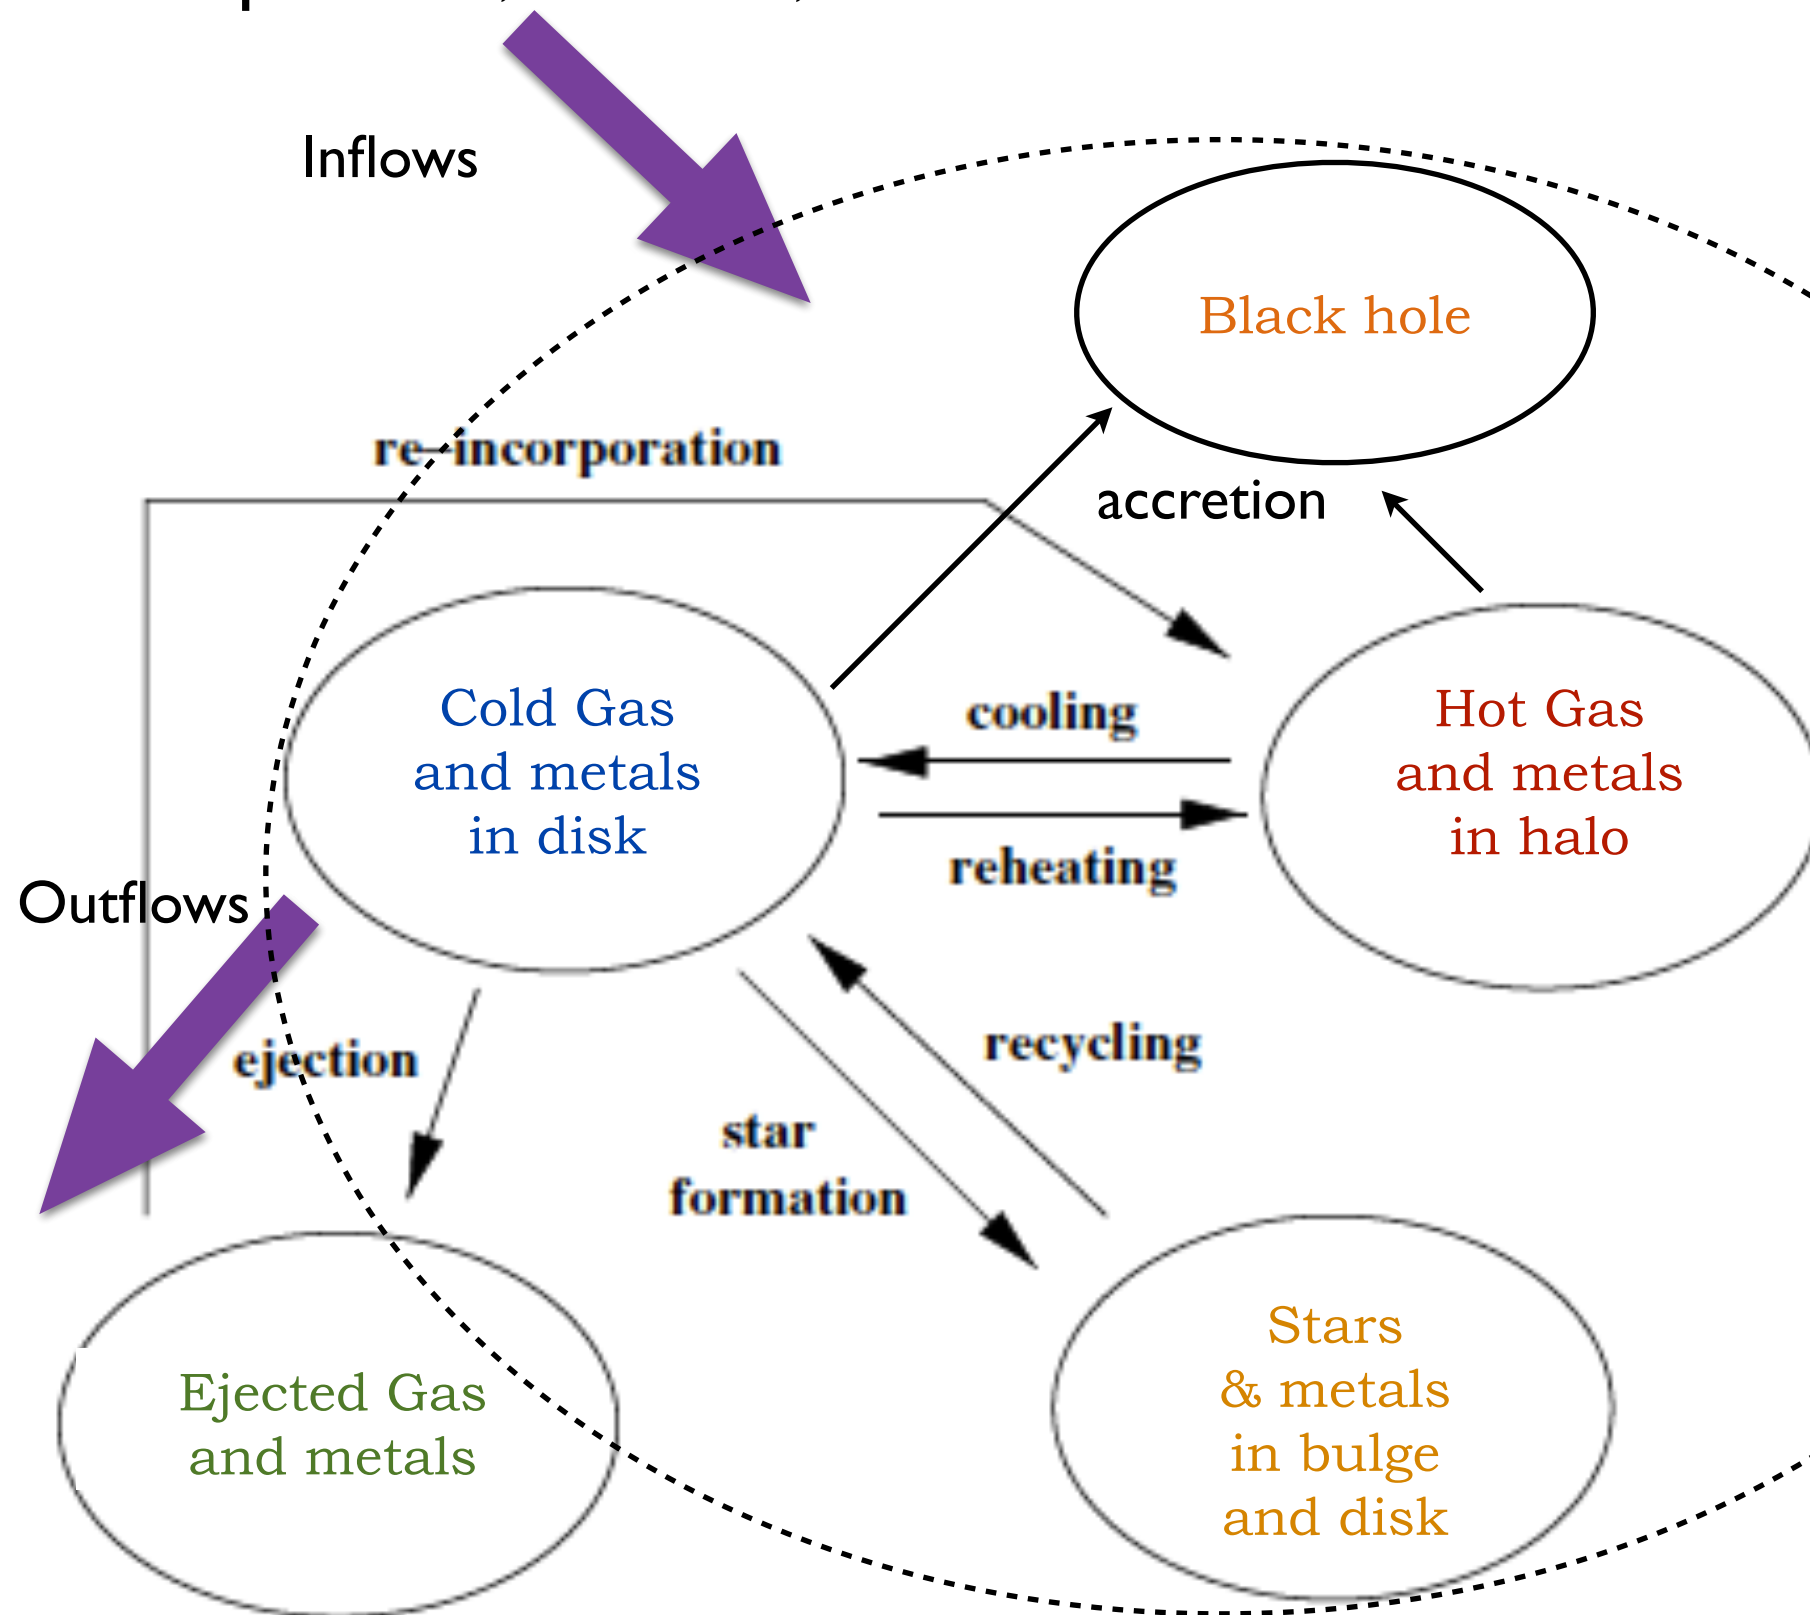 Inflows
Black hole
re-incorporation
accretion
Cold Gas
and metals
in disk
cooling
Hot Gas
and metals
in halo
reheating
Outflows
ejection
recycling
star
formation
Ejected Gas
and metals
Stars
& metals
in bulge
and disk